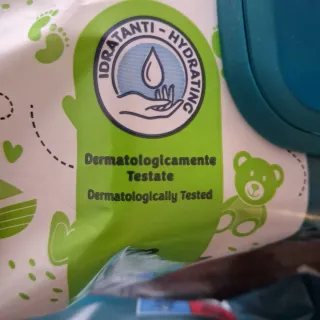 IDRATANTI - HYDRATING
Dermatologicamente
Testate
Dermatologically Tested